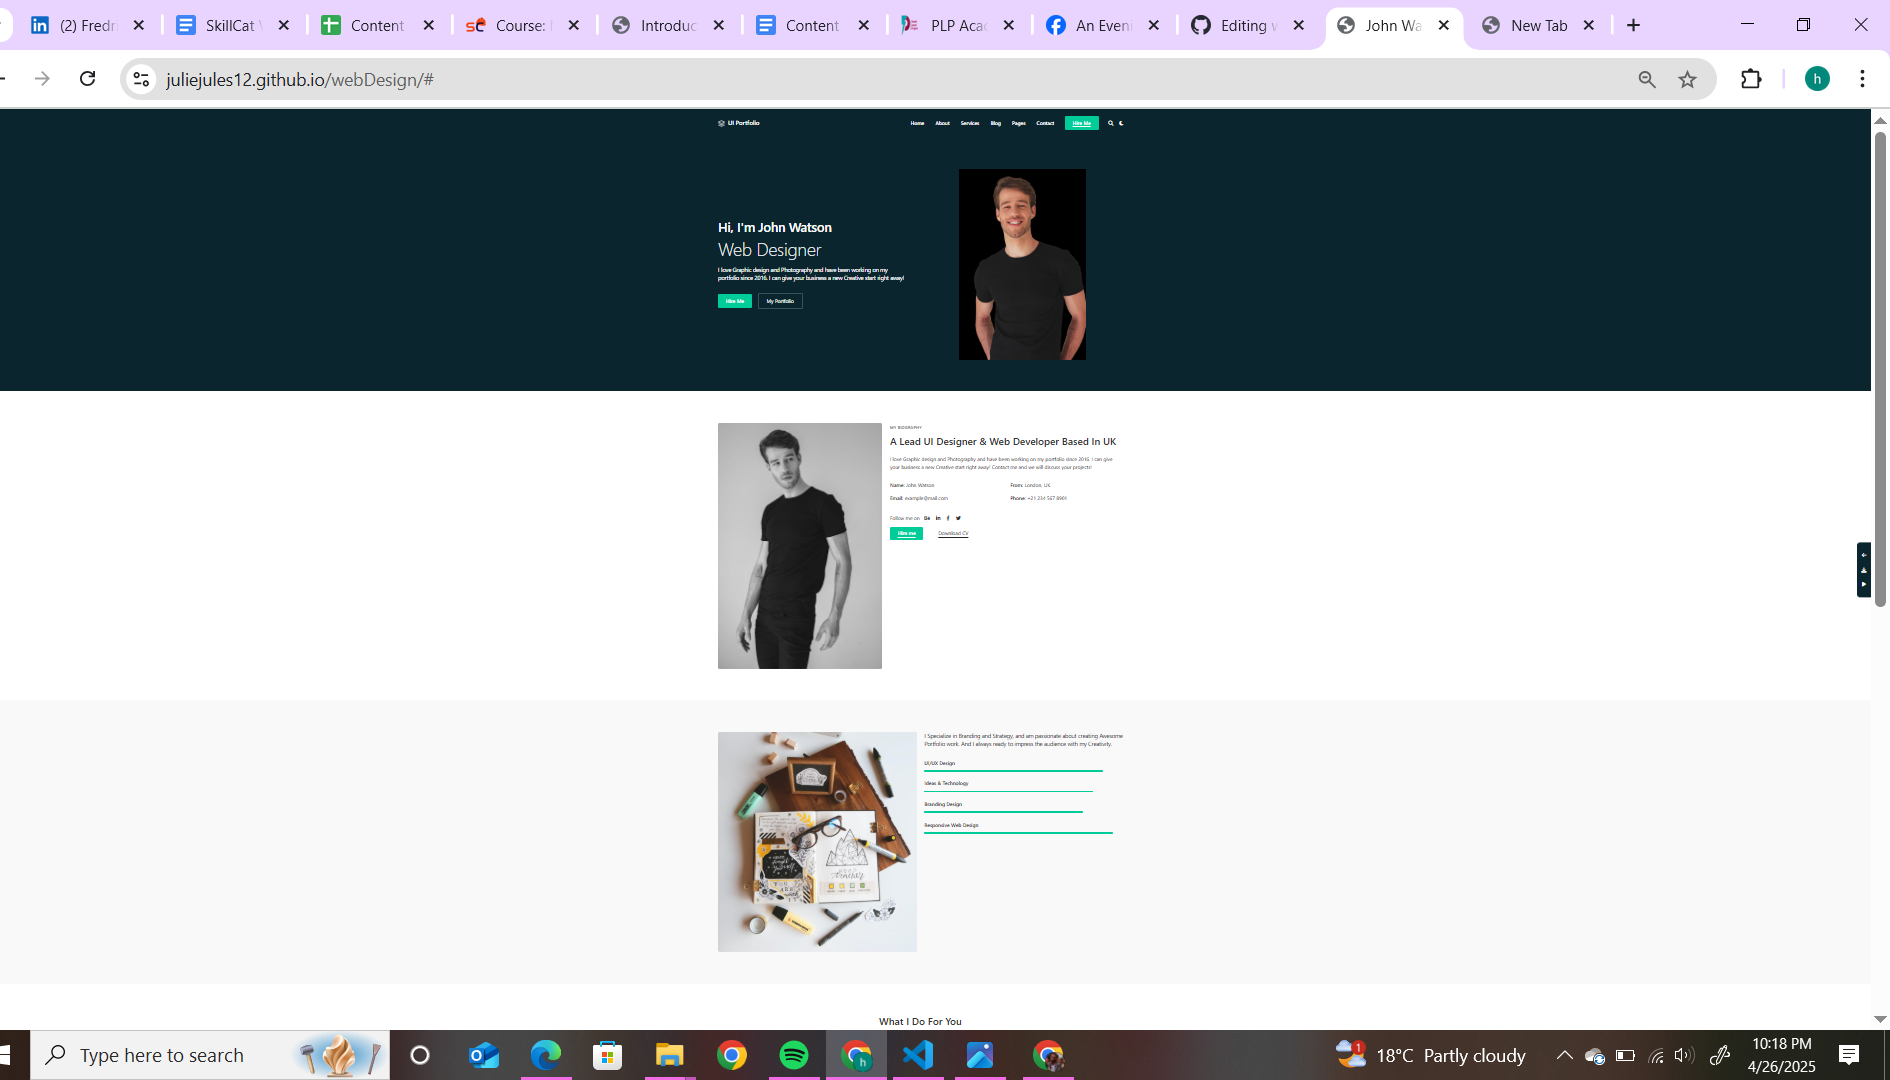 (2) Fredri
SkillCat V
Content
Course: I
Introduc
Content
PLP Aca
An Eveni
Editing w
John Wa
New Tab
juliejules12.github.io/webDesign/#
h
UI Portfolio
Home About Services Blog Pages Contact Hire Me
Hi, I'm John Watson
Web Designer
I love Graphic design and Photography and have been working on my
portfolio since 2016. I can give your business a new Creative start right away!
Hire Me My Portfolio
MY BIOGRAPHY
A Lead UI Designer & Web Developer Based In UK
I love Graphic design and Photography and have been working on my portfolio since 2016. I can give
your business a new Creative start right away! Contact me and we will discuss your projects!
Name: John Watson From: London, UK.
Email: example@mail.com Phone: +21 234 567 8901
Follow me on
Hire me Download CV
I Specialize in Branding and Strategy, and am passionate about creating Awesome
Portfolio work. And I always ready to impress the audience with my Creativity.
UI/UX Design
Ideas & Technology
Branding Design
Responsive Web Design
What I Do For You
Type here to search
1
18°C Partly cloudy
10:18 PM
4/26/2025